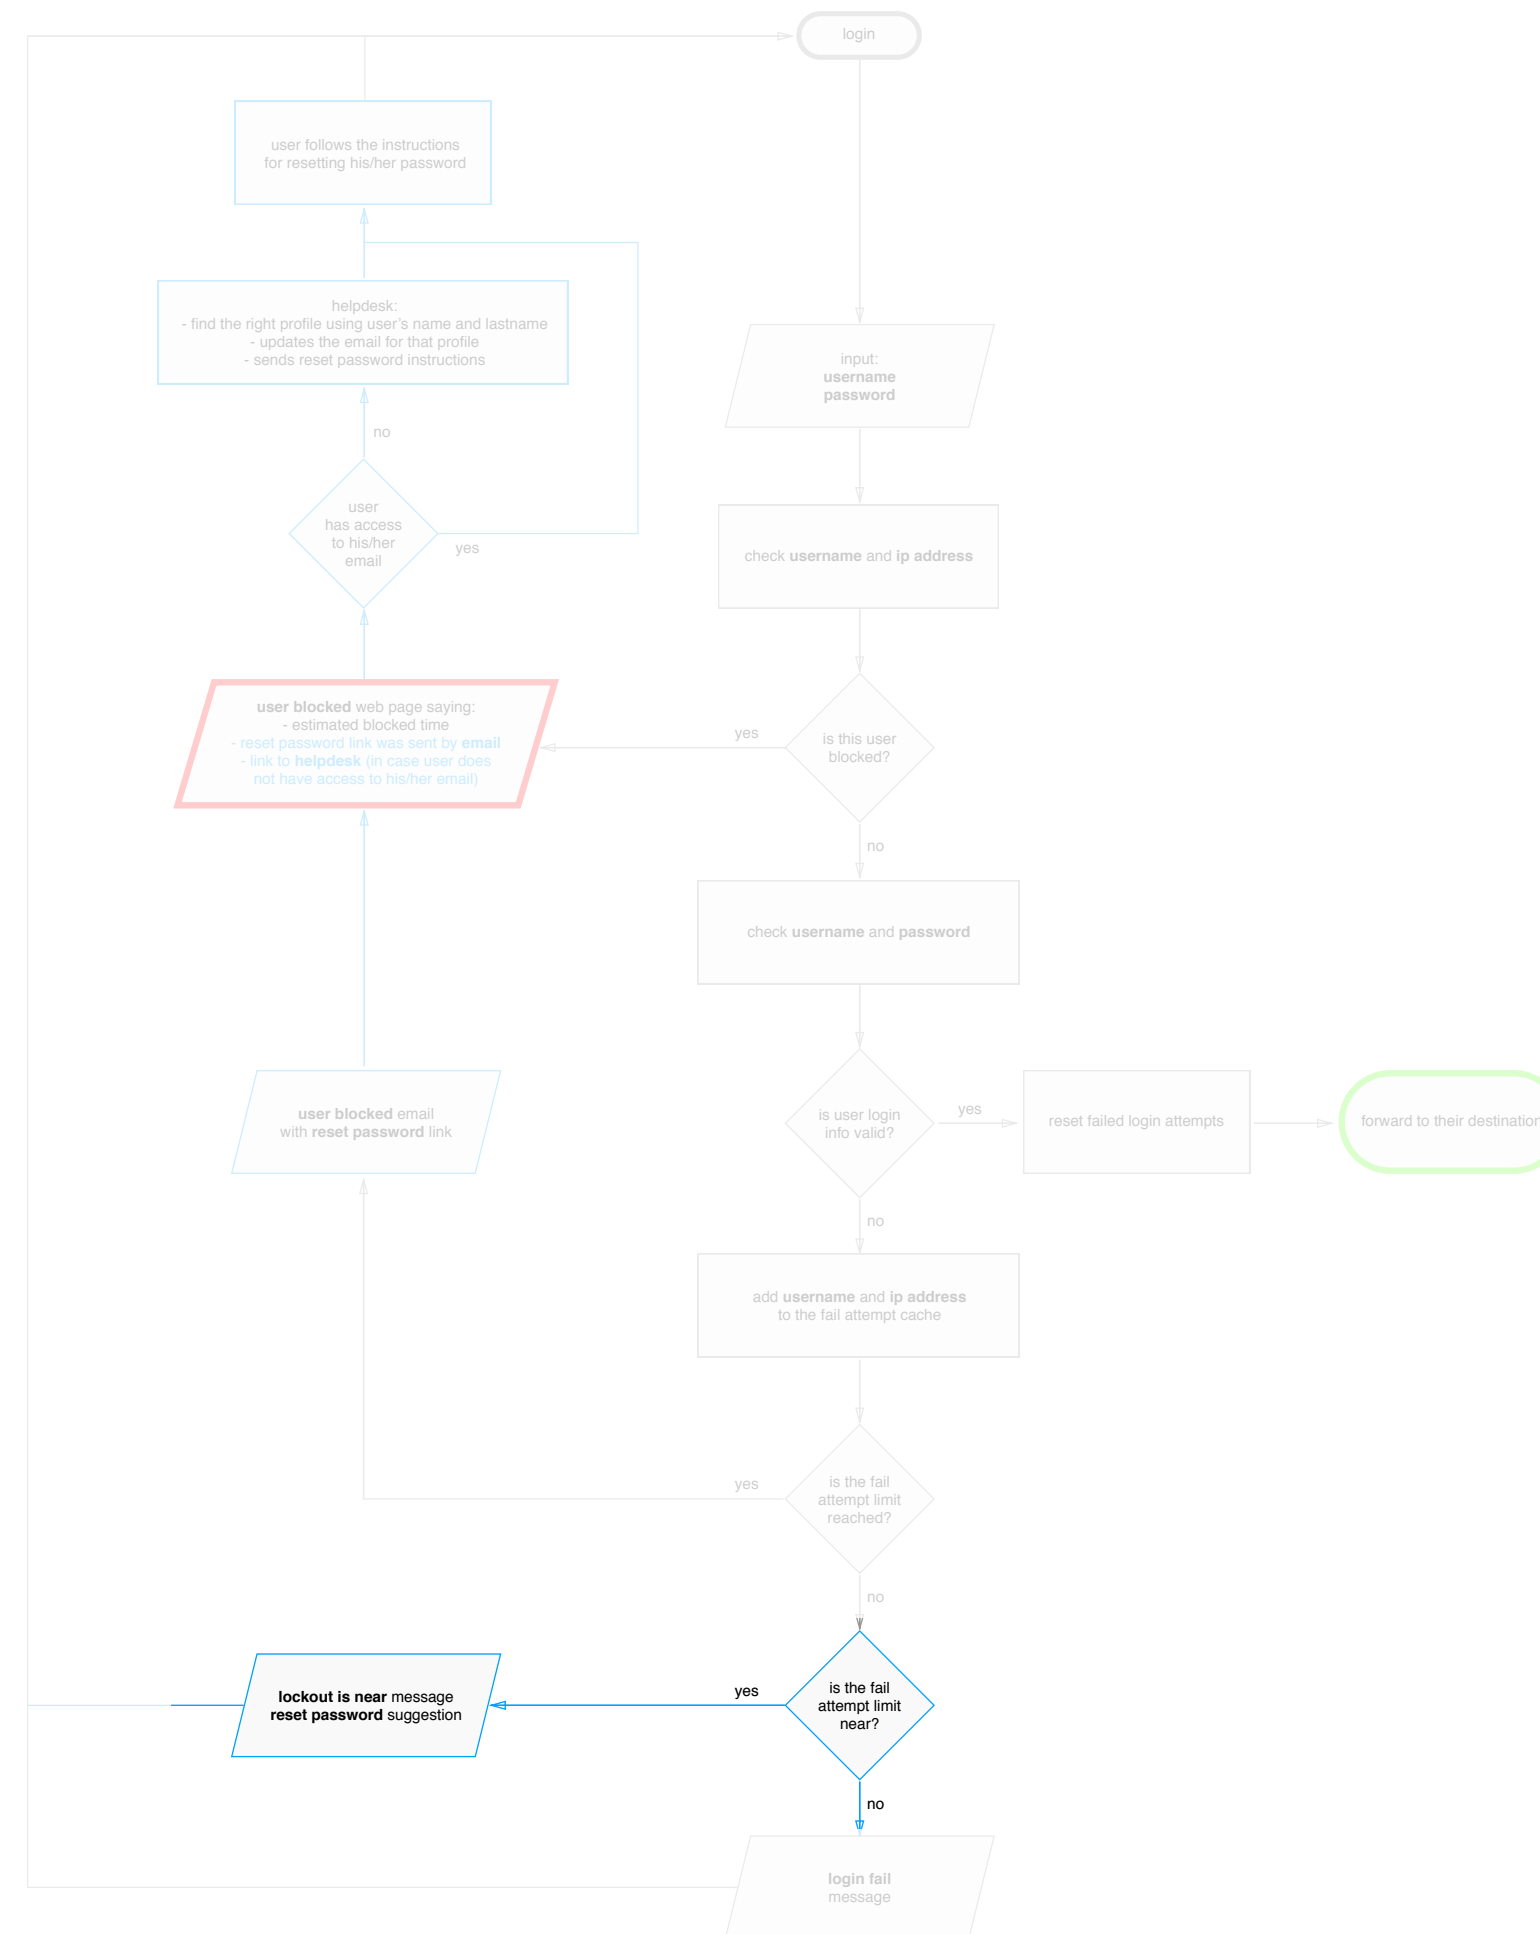 login
user follows the instructions
for resetting his/her password
helpdesk:
- find the right profile using user's name and lastname
- updates the email for that profile
- sends reset password instructions
input:
username
password
no
user
has access
to his/her
email
yes
check username and ip address
user blocked web page saying:
- estimated blocked time
- reset password link was sent by email
- link to helpdesk (in case user does
not have access to his/her email)
yes
is this user
blocked?
no
check username and password
user blocked email
with reset password link
is user login
info valid?
yes
reset failed login attempts
forward to their destination
no
add username and ip address
to the fail attempt cache
yes
is the fail
attempt limit
reached?
no
lockout is near message
reset password suggestion
yes
is the fail
attempt limit
near?
no
login fail
message